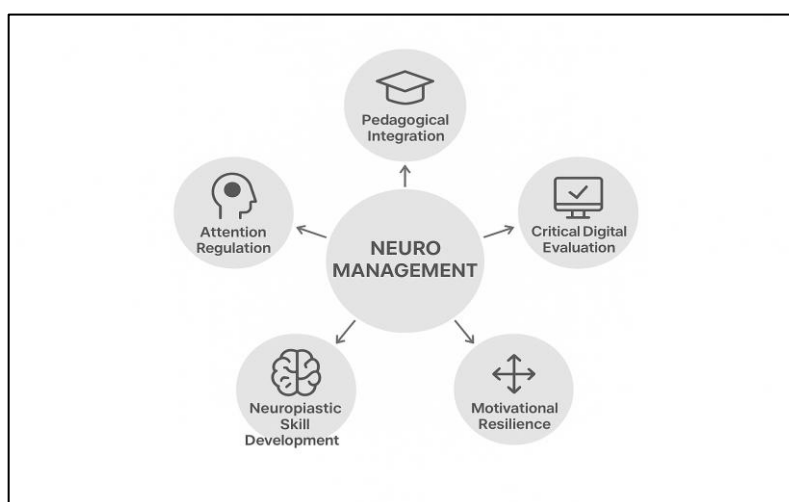 Pedagogical
Integration
Attention
Regulation
Critical Digital
Evaluation
NEURO
MANAGEMENT
Neuropiastic
Skill
Development
Motivational
Resilience